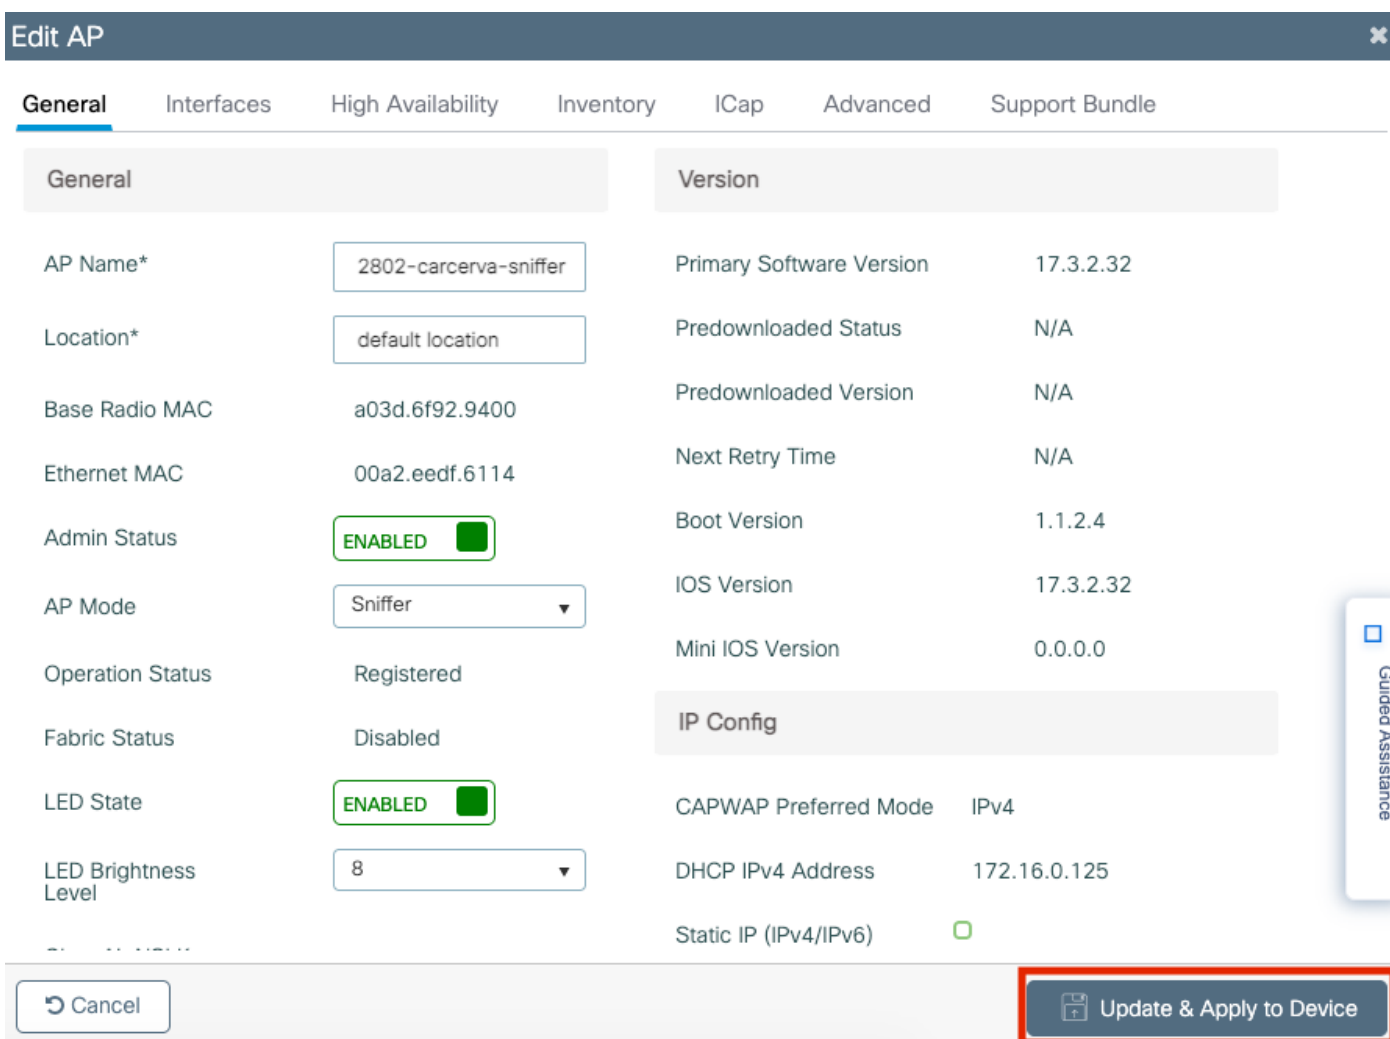 Edit AP
General Interfaces High Availability Inventory ICap Advanced Support Bundle
General
AP Name* 2802-carcerva-sniffer
Location* default location
Base Radio MAC a03d.6f92.9400
Ethernet MAC 00a2.eedf.6114
Admin Status ENABLED
AP Mode Sniffer
Operation Status Registered
Fabric Status Disabled
LED State ENABLED
LED Brightness 8
Level
Version
Primary Software Version 17.3.2.32
Predownloaded Status N/A
Predownloaded Version N/A
Next Retry Time N/A
Boot Version 1.1.2.4
IOS Version 17.3.2.32
Mini IOS Version 0.0.0.0
IP Config
CAPWAP Preferred Mode IPv4
DHCP IPv4 Address 172.16.0.125
Static IP (IPv4/IPv6)
Guided Assistance
Cancel
Update & Apply to Device